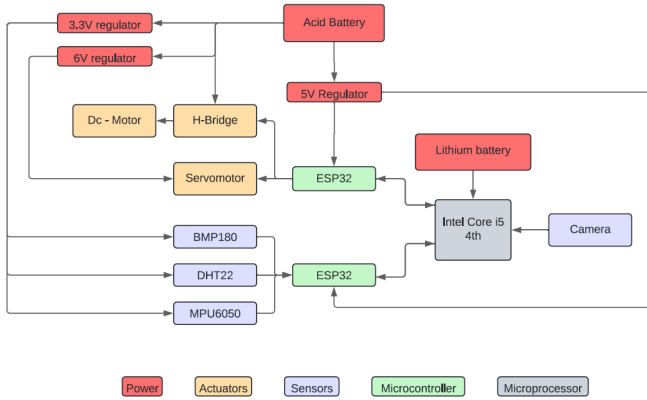 3.3V regulator
Acid Battery
6V regulator
5V Regulator
Dc - Motor
H-Bridge
Lithium battery
Servomotor
ESP32
Intel Core i5
4th
Camera
BMP180
DHT22
ESP32
MPU6050
Power
Actuators
Sensors
Microcontroller
Microprocessor